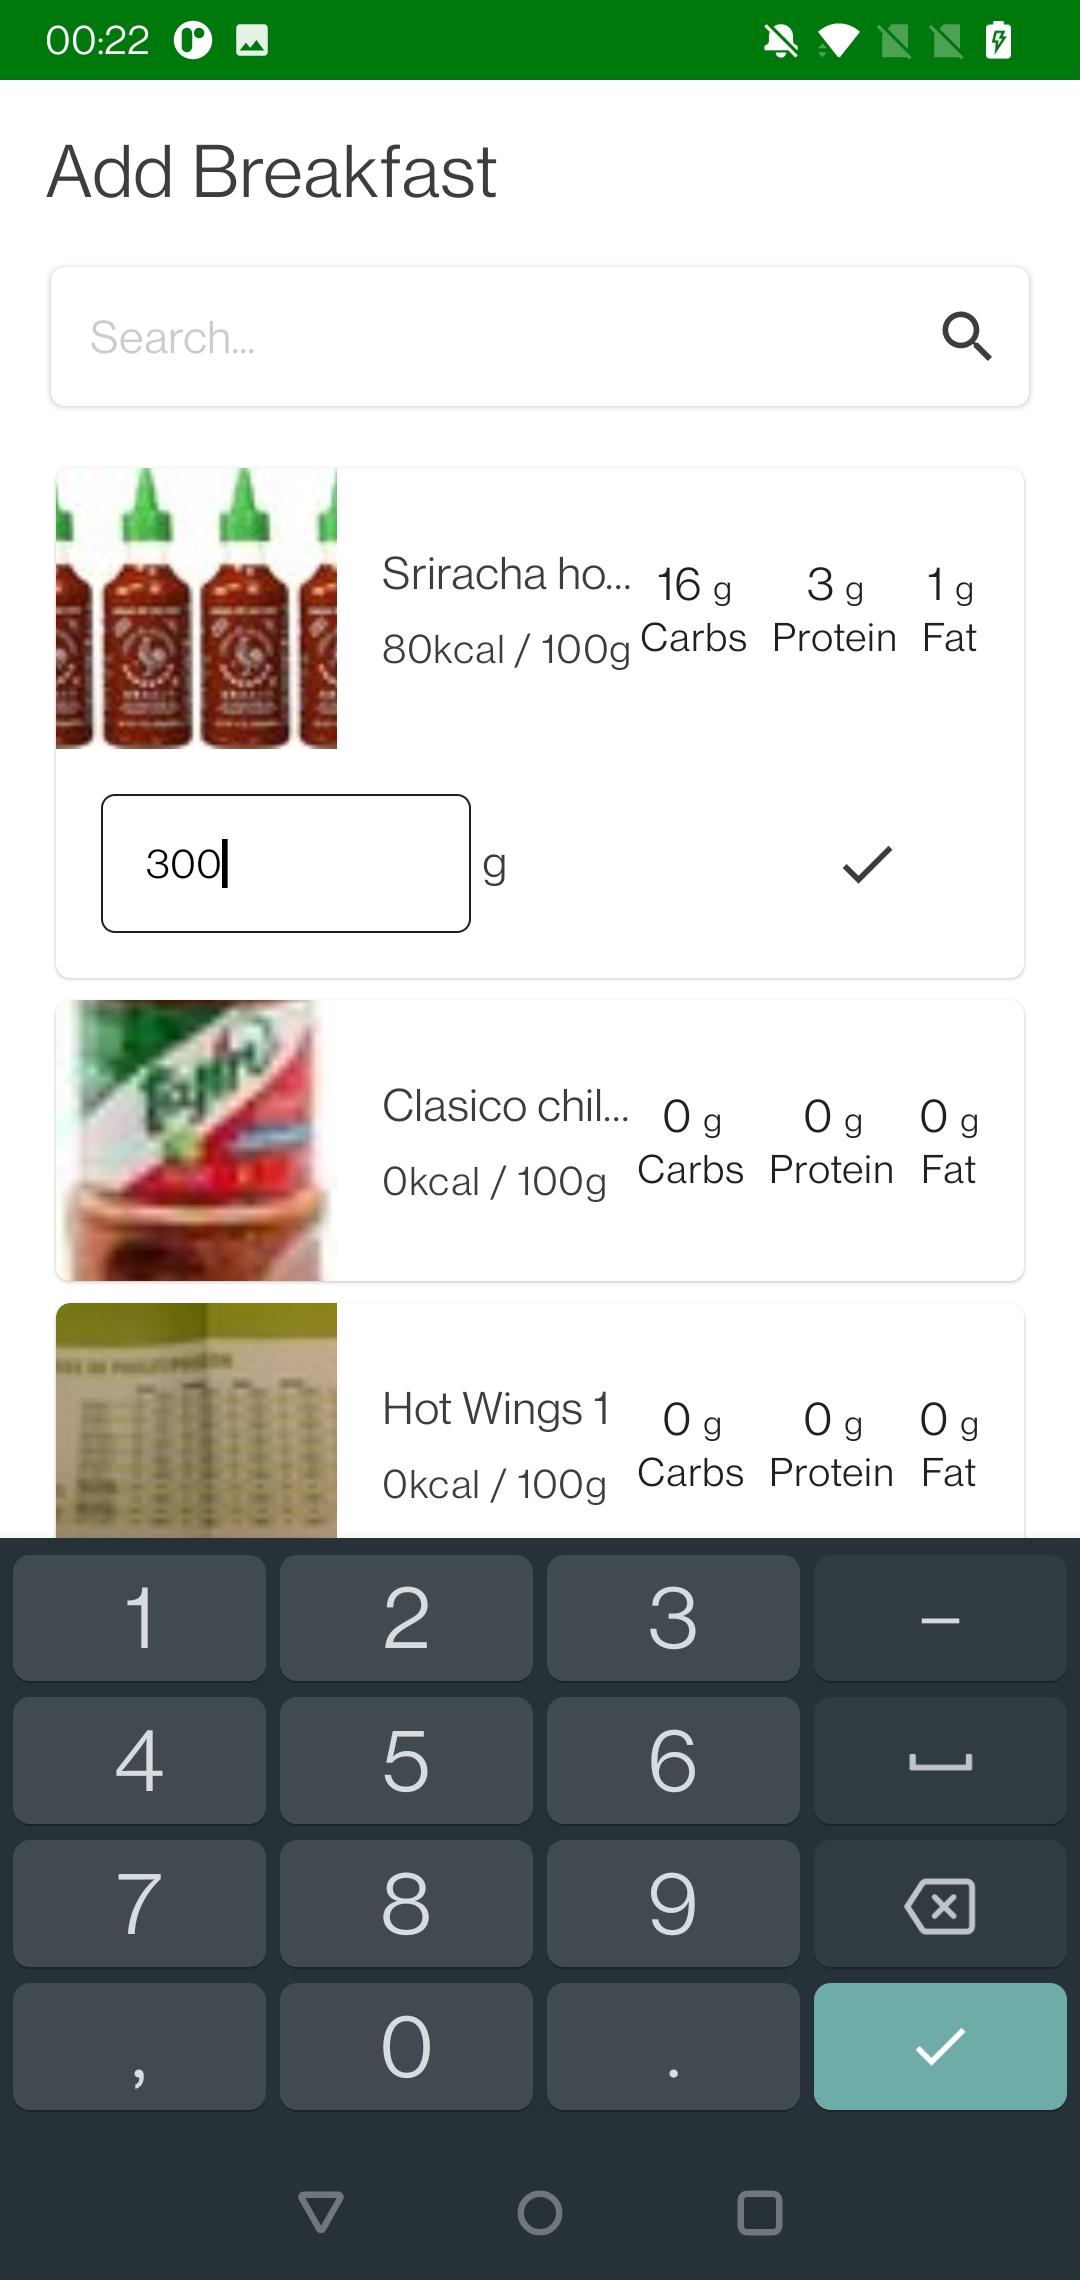 00:22
Add Breakfast
Search...
Sriracha ho...
80kcal / 100g
16 g
Carbs
3 g
Protein
1 g
Fat
300
g
Tajín
Clasico chil...
0kcal / 100g
0 g
Carbs
0 g
Protein
0 g
Fat
Hot Wings 1
0kcal / 100g
0 g
Carbs
0 g
Protein
0 g
Fat
1 2 3 –
4 5 6
7 8 9
, 0 .